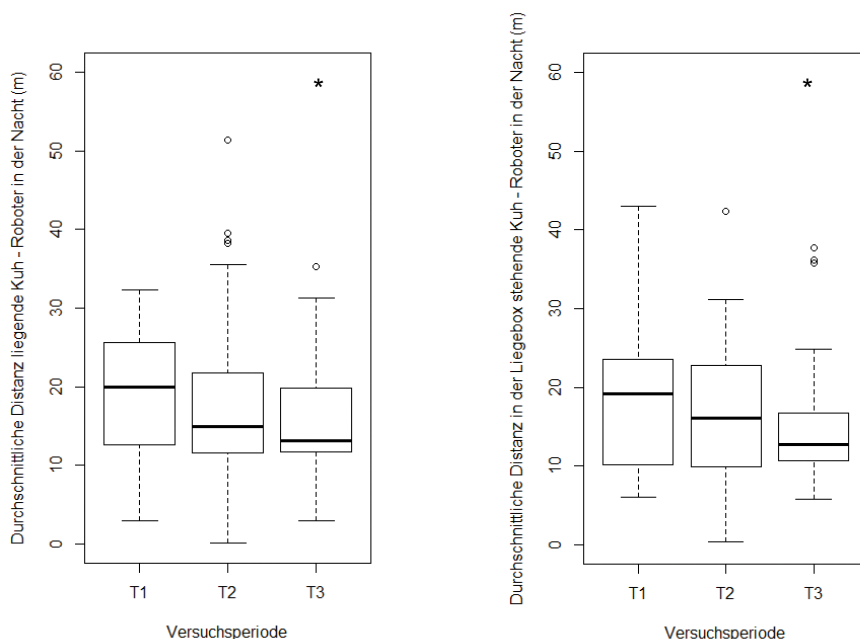 Durchschnittliche Distanz liegende Kuh - Roboter in der Nacht (m)
60
50
40
30
20
10
0
*
T1
T2
T3
Versuchsperiode
Durchschnittliche Distanz in der Liegebox stehende Kuh - Roboter in der Nacht (m)
60
50
40
30
20
10
0
*
T1
T2
T3
Versuchsperiode